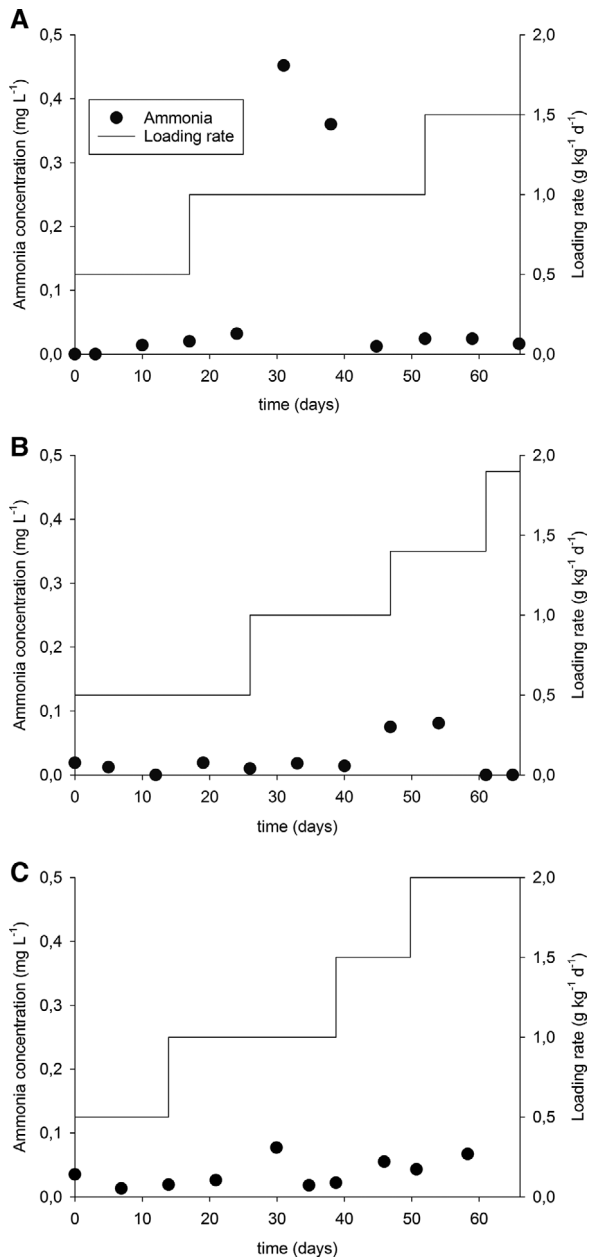 A
Ammonia concentration (mg L⁻¹)
0,5
0,4
0,3
0,2
0,1
0,0
Ammonia
Loading rate
2,0
1,5
1,0
0,5
0,0
Loading rate (g kg⁻¹ d⁻¹)
0 10 20 30 40 50 60
time (days)
B
Ammonia concentration (mg L⁻¹)
0,5
0,4
0,3
0,2
0,1
0,0
2,0
1,5
1,0
0,5
0,0
Loading rate (g kg⁻¹ d⁻¹)
0 10 20 30 40 50 60
time (days)
C
Ammonia concentration (mg L⁻¹)
0,5
0,4
0,3
0,2
0,1
0,0
2,0
1,5
1,0
0,5
0,0
Loading rate (g kg⁻¹ d⁻¹)
0 10 20 30 40 50 60
time (days)